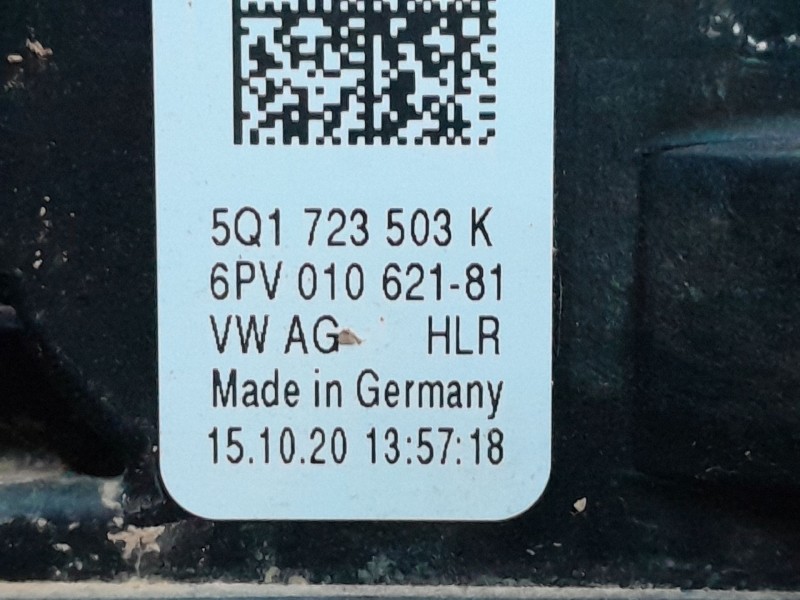 5Q1 723 503 K
6PV 010 621-81
VW AG HLR
Made in Germany
15.10.20 13:57:18